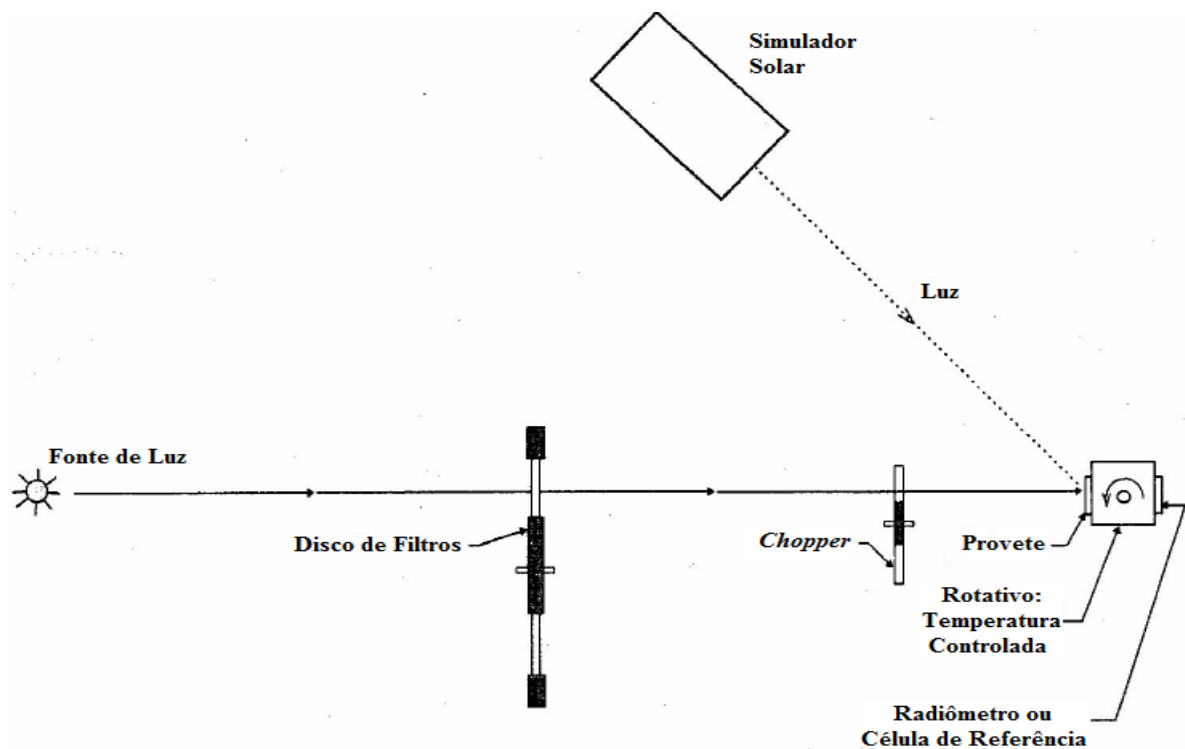 Simulador
Solar
Luz
Fonte de Luz
Disco de Filtros
Chopper
Provete
Rotativo:
Temperatura
Controlada
Radiômetro ou
Célula de Referência